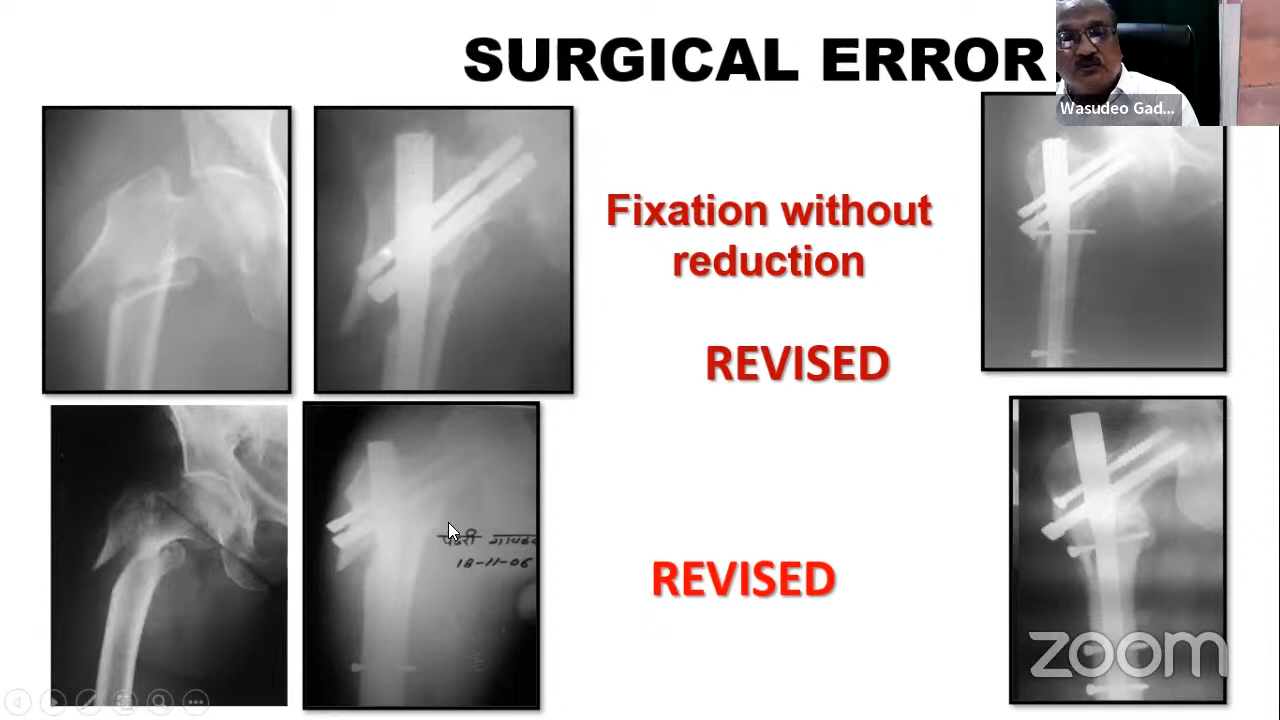 SURGICAL ERROR
Wasudeo Gad...
Fixation without
reduction
REVISED
18-11-06
REVISED
zoom